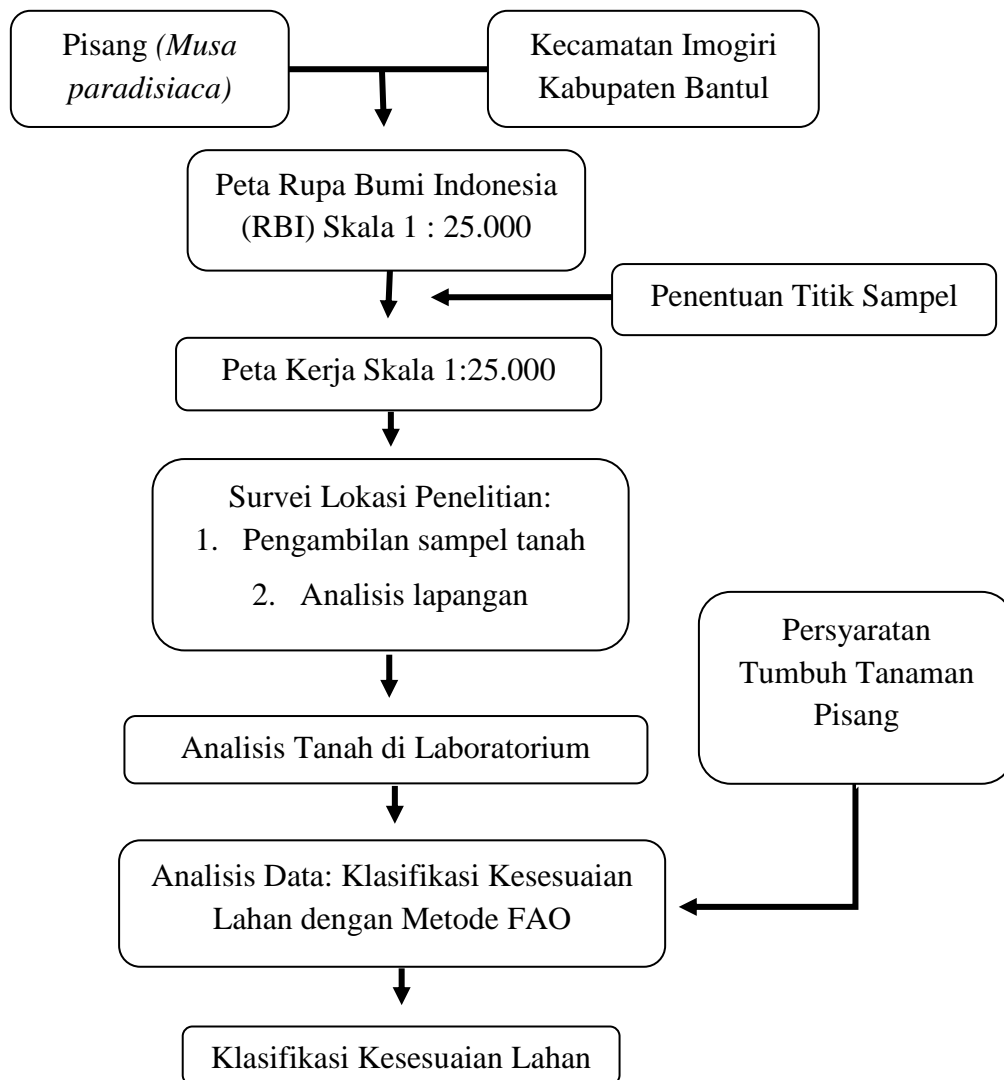 Pisang (Musa
paradisiaca)
Kecamatan Imogiri
Kabupaten Bantul
Peta Rupa Bumi Indonesia
(RBI) Skala 1 : 25.000
Penentuan Titik Sampel
Peta Kerja Skala 1:25.000
Survei Lokasi Penelitian:
1. Pengambilan sampel tanah
2. Analisis lapangan
Persyaratan
Tumbuh Tanaman
Pisang
Analisis Tanah di Laboratorium
Analisis Data: Klasifikasi Kesesuaian
Lahan dengan Metode FAO
Klasifikasi Kesesuaian Lahan